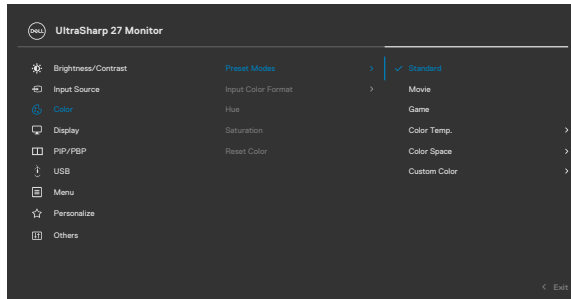 DELL UltraSharp 27 Monitor
Brightness/Contrast Preset Modes > ✓ Standard
Input Source Input Color Format > Movie
Color Hue Game
Display Saturation Color Temp. >
PIP/PBP Reset Color Color Space >
USB Custom Color >
Menu
Personalize
Others
< Exit